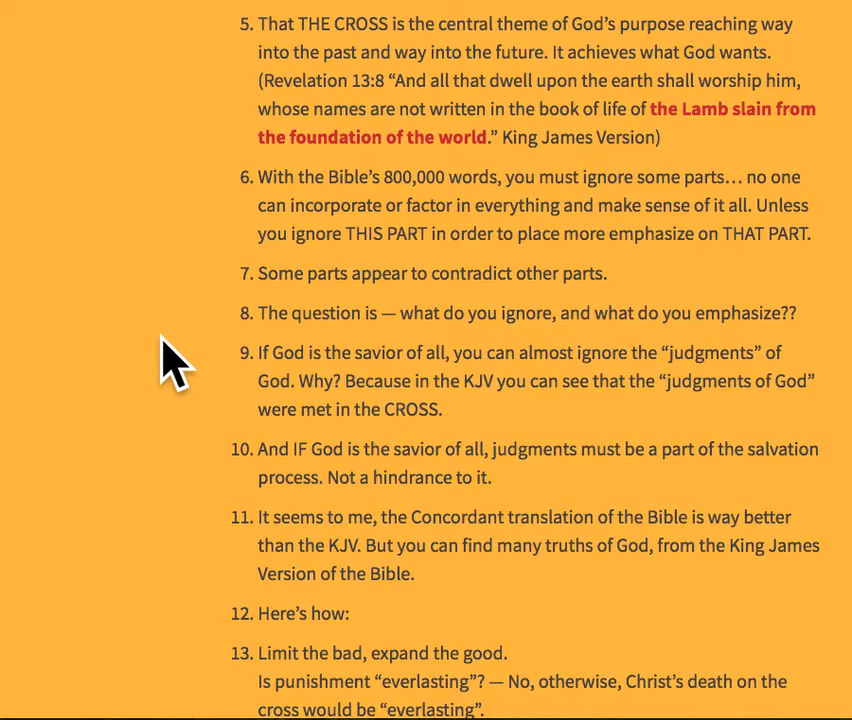 5. That THE CROSS is the central theme of God’s purpose reaching way
into the past and way into the future. It achieves what God wants.
(Revelation 13:8 “And all that dwell upon the earth shall worship him,
whose names are not written in the book of life of the Lamb slain from
the foundation of the world.” King James Version)
6. With the Bible’s 800,000 words, you must ignore some parts… no one
can incorporate or factor in everything and make sense of it all. Unless
you ignore THIS PART in order to place more emphasize on THAT PART.
7. Some parts appear to contradict other parts.
8. The question is — what do you ignore, and what do you emphasize??
9. If God is the savior of all, you can almost ignore the “judgments” of
God. Why? Because in the KJV you can see that the “judgments of God”
were met in the CROSS.
10. And IF God is the savior of all, judgments must be a part of the salvation
process. Not a hindrance to it.
11. It seems to me, the Concordant translation of the Bible is way better
than the KJV. But you can find many truths of God, from the King James
Version of the Bible.
12. Here’s how:
13. Limit the bad, expand the good.
Is punishment “everlasting”? — No, otherwise, Christ’s death on the
cross would be “everlasting”.